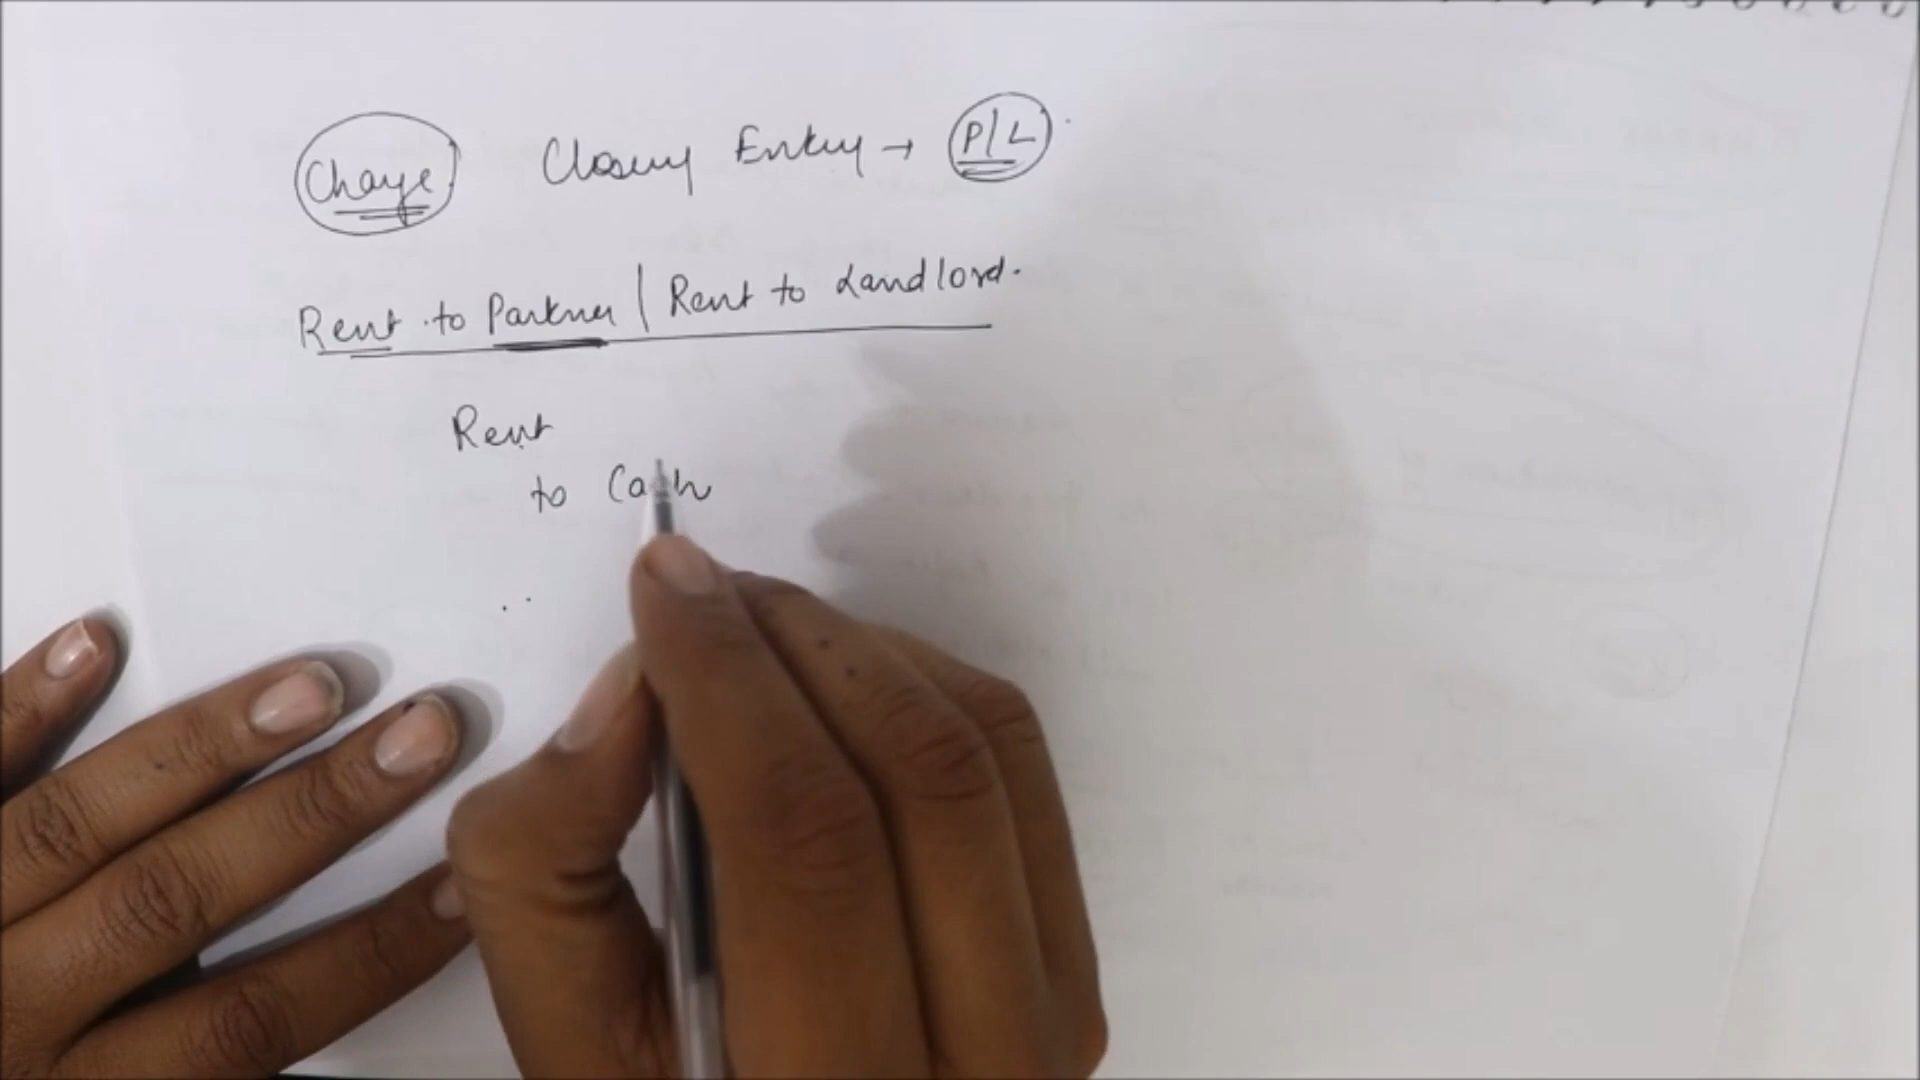 Charge Closing Entry → P/L
Rent to Partner | Rent to Landlord.
Rent
to Cash